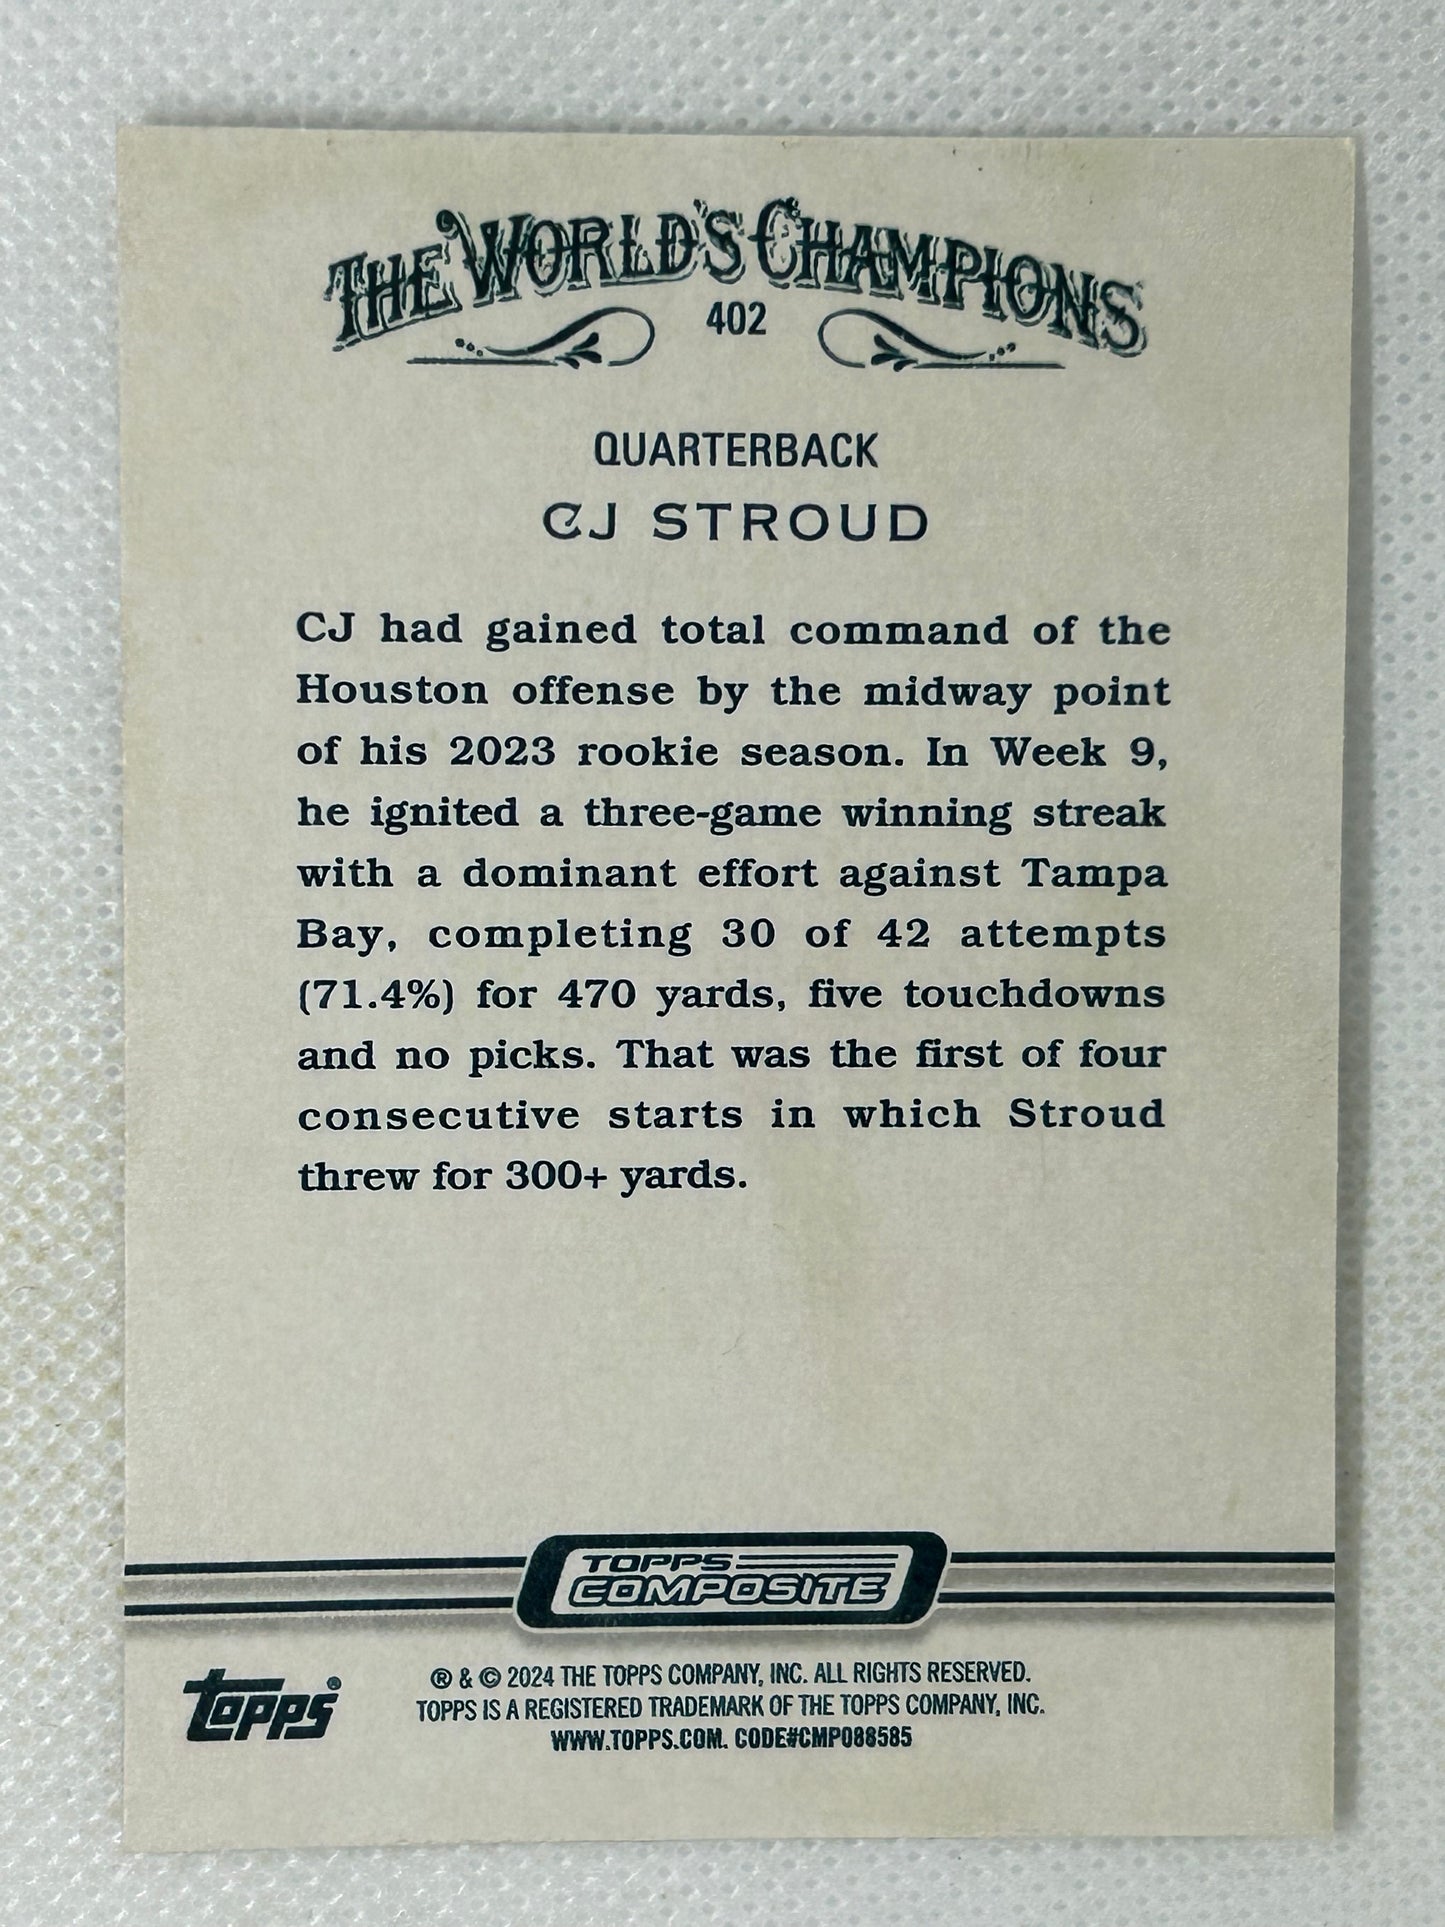 THE WORLD'S CHAMPIONS
402
QUARTERBACK
CJ STROUD
CJ had gained total command of the
Houston offense by the midway point
of his 2023 rookie season. In Week 9,
he ignited a three-game winning streak
with a dominant effort against Tampa
Bay, completing 30 of 42 attempts
(71.4%) for 470 yards, five touchdowns
and no picks. That was the first of four
consecutive starts in which Stroud
threw for 300+ yards.
TOPPS
COMPOSITE
topps®
® & © 2024 THE TOPPS COMPANY, INC. ALL RIGHTS RESERVED.
TOPPS IS A REGISTERED TRADEMARK OF THE TOPPS COMPANY, INC.
WWW.TOPPS.COM. CODE#CMP088585